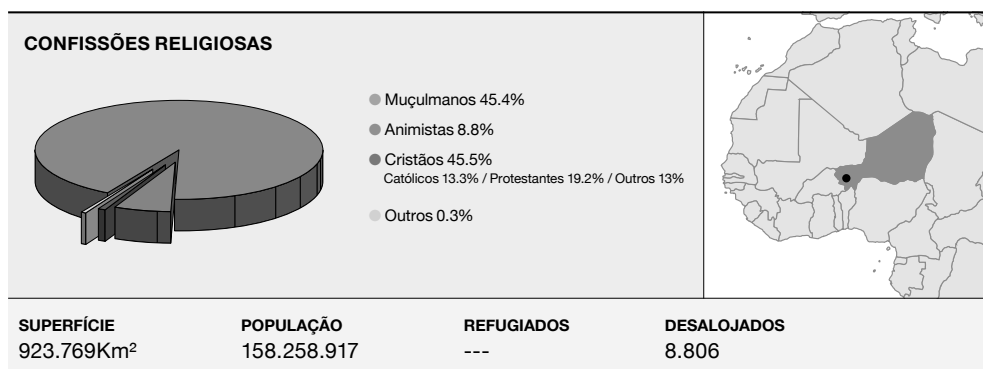 CONFISSÕES RELIGIOSAS
Muçulmanos 45.4%
Animistas 8.8%
Cristãos 45.5%
Católicos 13.3% / Protestantes 19.2% / Outros 13%
Outros 0.3%
SUPERFÍCIE
923.769Km²
POPULAÇÃO
158.258.917
REFUGIADOS
---
DESALOJADOS
8.806